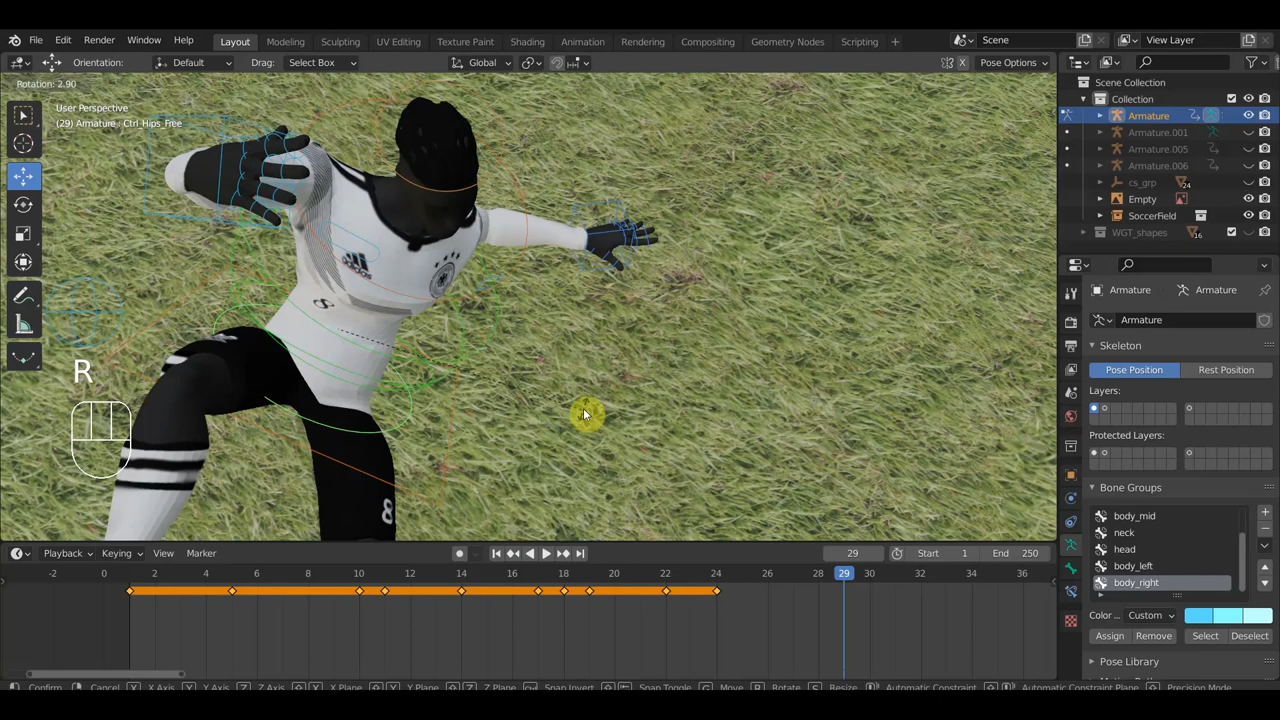 File Edit Render Window Help Layout Modeling Sculpting UV Editing Texture Paint Shading Animation Rendering Compositing Geometry Nodes Scripting + Scene View Layer
Orientation: Default Drag: Select Box Global X Pose Options
Rotation: 2.90
User Perspective
(29) Armature : Ctrl_Hips_Free
Scene Collection
Collection
Armature
Armature.001
Armature.005
Armature.006
cs_grp 24
Empty
SoccerField
WGT_shapes 16
Armature Armature
Armature
Skeleton
Pose Position Rest Position
Layers:
Protected Layers:
Bone Groups
body_mid
neck
head
body_left
body_right
Color ... Custom
Assign Remove Select Deselect
Pose Library
R
adidas
8
8
Playback Keying View Marker 29 Start 1 End 250
-2 0 2 4 6 8 10 12 14 16 18 20 22 24 26 28 29 30 32 34 36
Confirm Cancel X X Axis Y Y Axis Z Z Axis X X Plane Y Y Plane Z Z Plane Snap Invert Snap Toggle G Move R Rotate S Resize Automatic Constraint Automatic Constraint Plane Precision Mode